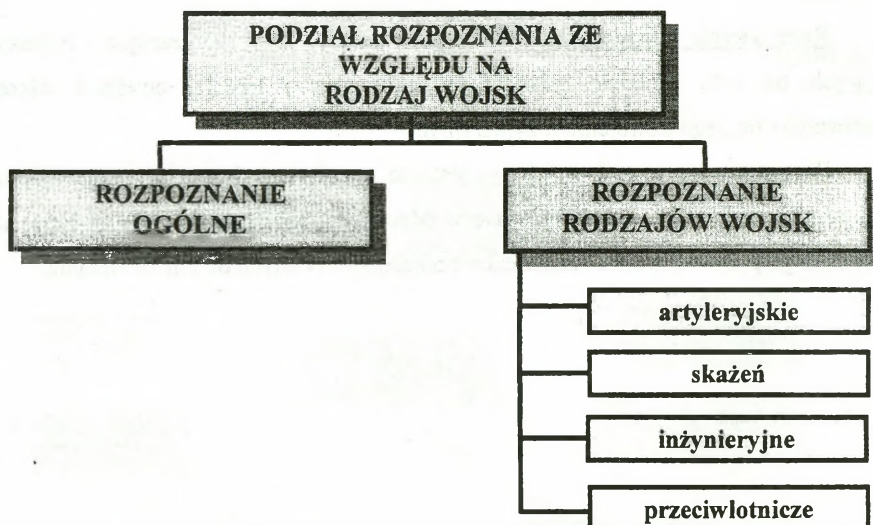 PODZIAŁ ROZPOZNANIA ZE
WZGLĘDU NA
RODZAJ WOJSK
ROZPOZNANIE
OGÓLNE
ROZPOZNANIE
RODZAJÓW WOJSK
artyleryjskie
skażeń
inżynieryjne
przeciwlotnicze